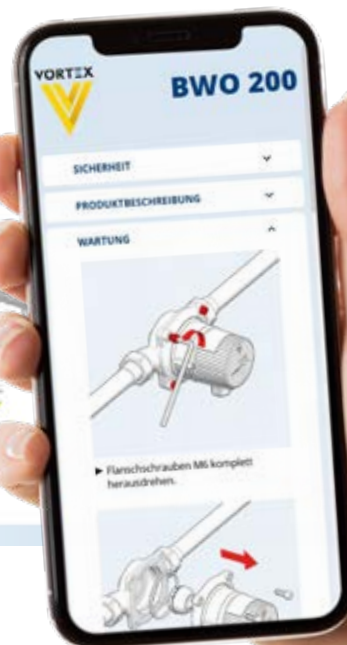 VORTEX
BWO 200
SICHERHEIT
PRODUKTBESCHREIBUNG
WARTUNG
► Flanschschrauben M6 komplett
herausdrehen.